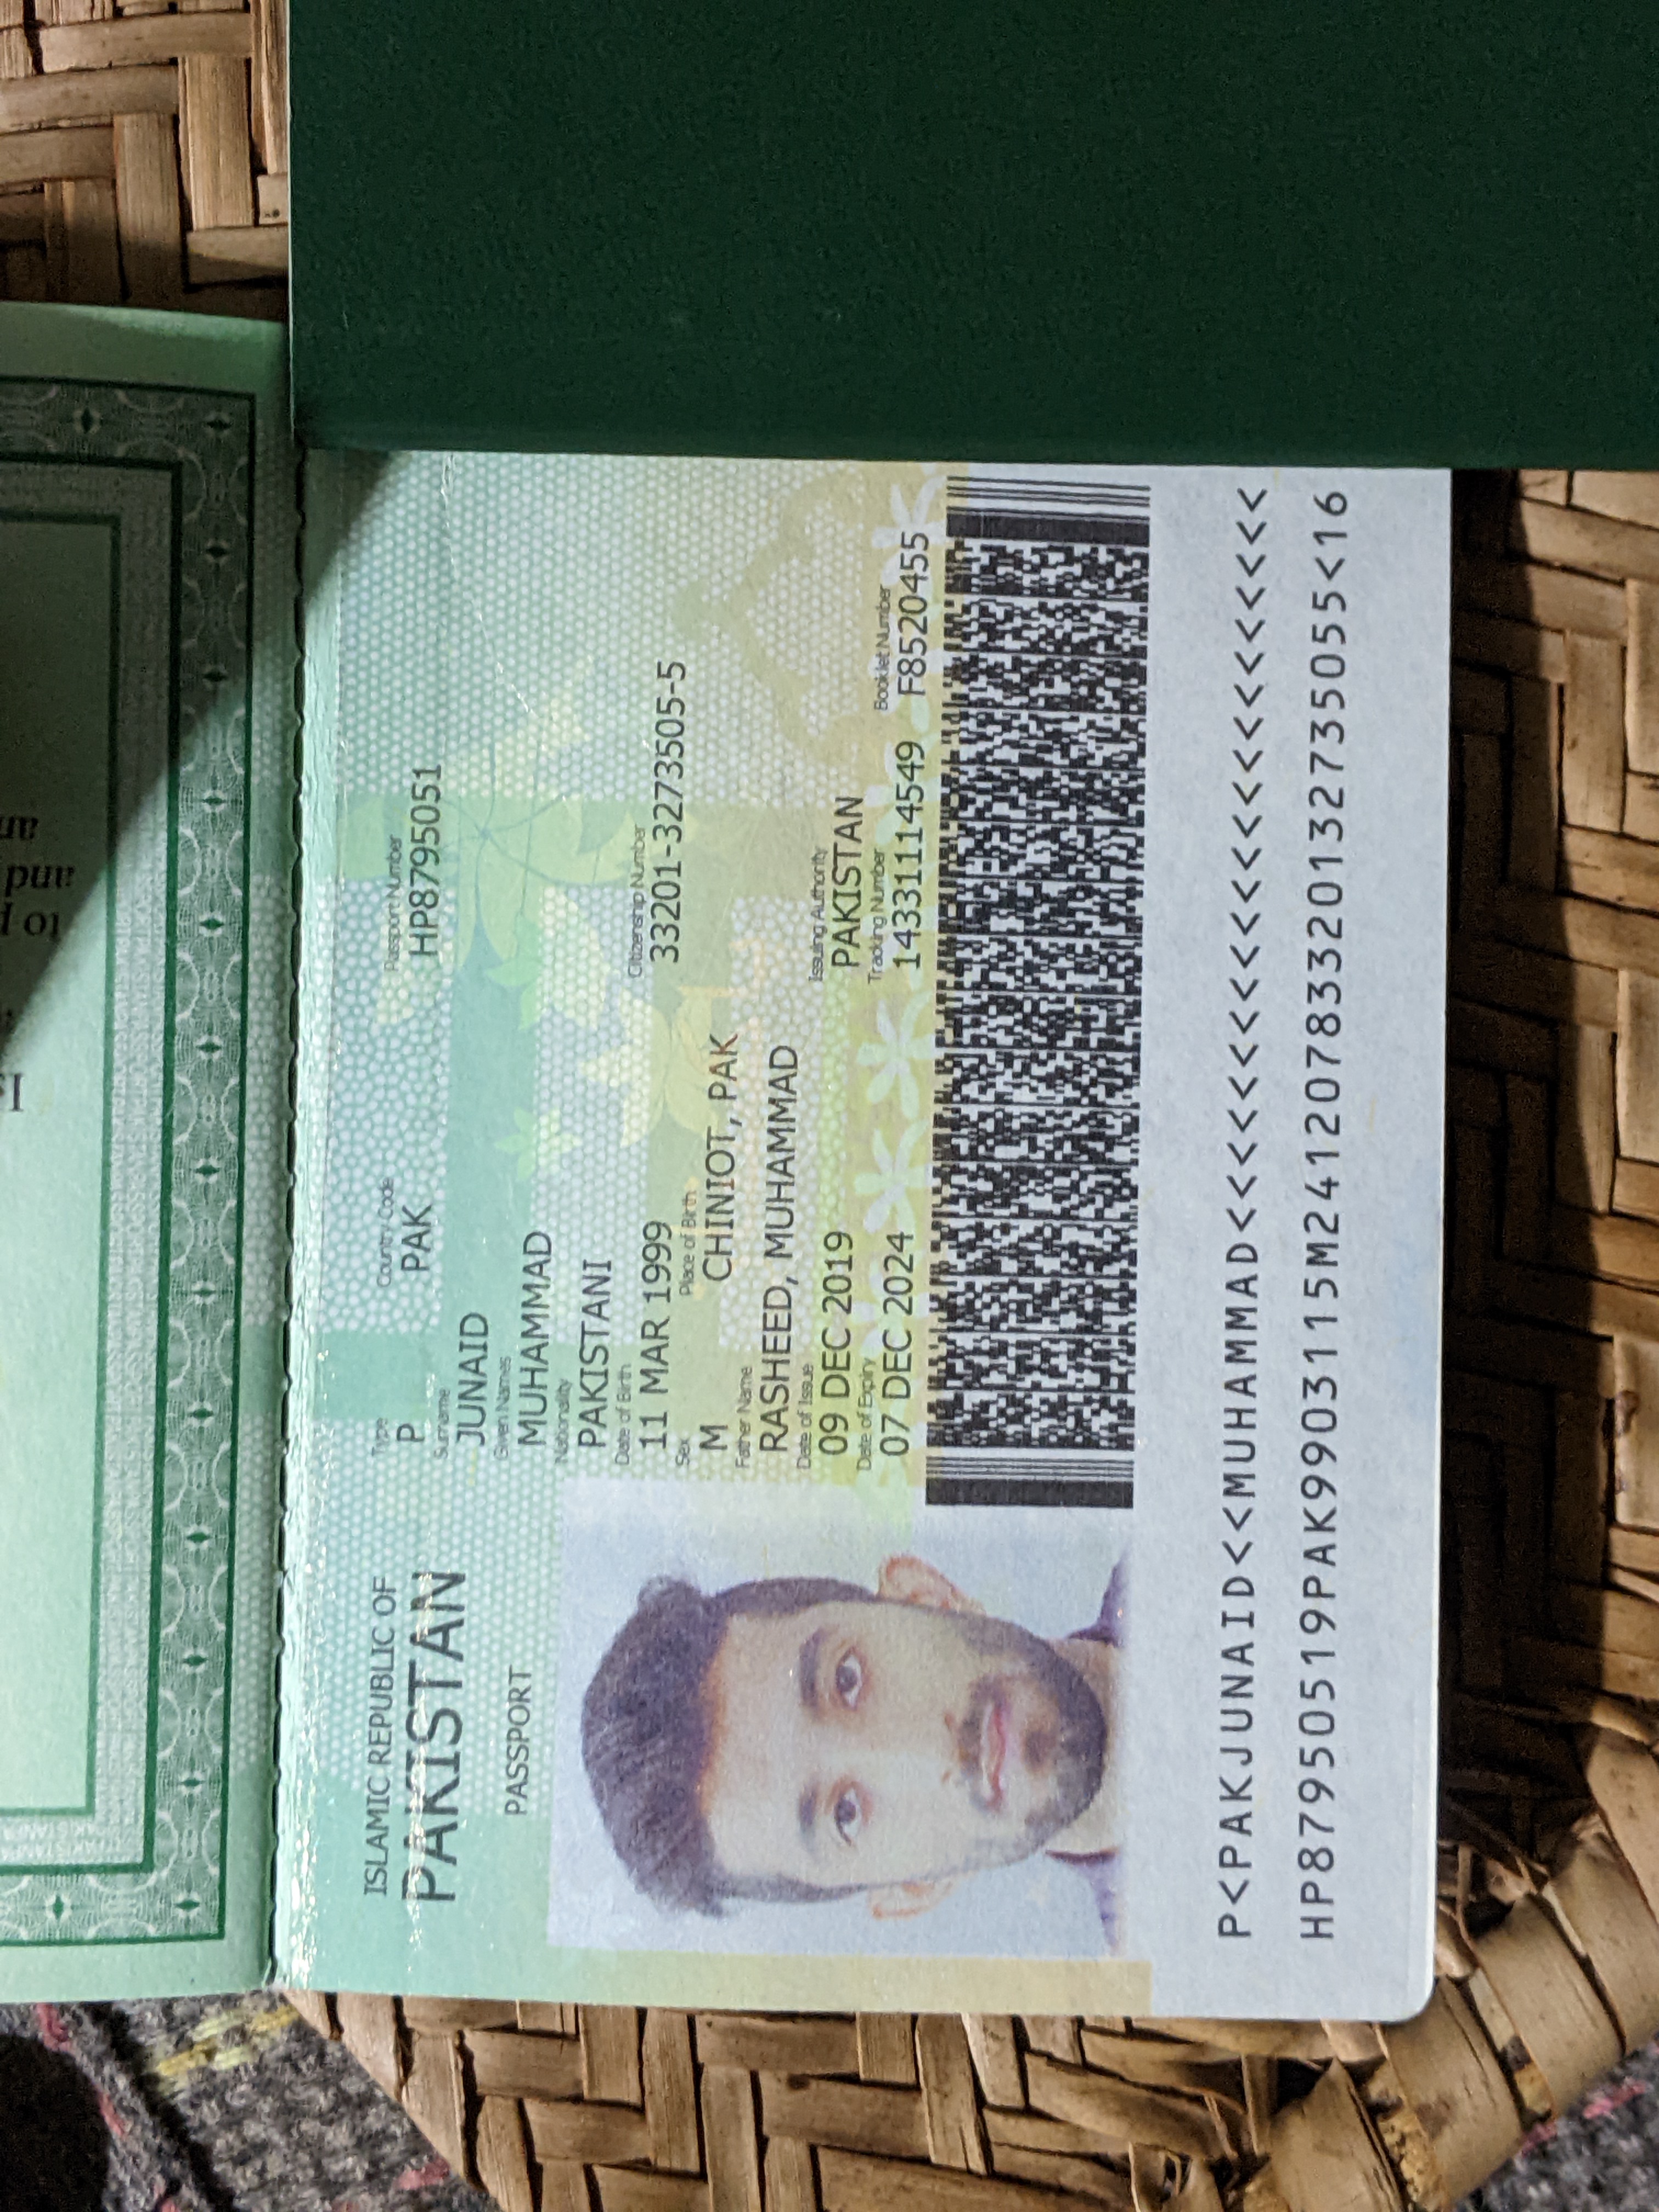 ISLAMIC REPUBLIC OF
PAKISTAN
PASSPORT
Type Country Code Passport Number
P PAK HP8795051
Surname
JUNAID
Given Names
MUHAMMAD
Nationality
PAKISTANI
Date of Birth Citizenship Number
11 MAR 1999 33201-3273505-5
Sex Place of Birth
M CHINIOT, PAK
Father Name
RASHEED, MUHAMMAD
Date of Issue Issuing Authority
09 DEC 2019 PAKISTAN
Date of Expiry Tracking Number Booklet Number
07 DEC 2024 14331114549 F8520455
P<PAKJUNAID<<MUHAMMAD<<<<<<<<<<<<<<<<<<<<<<<
HP87950519PAK9903115M24120783320132735055<16
to
and